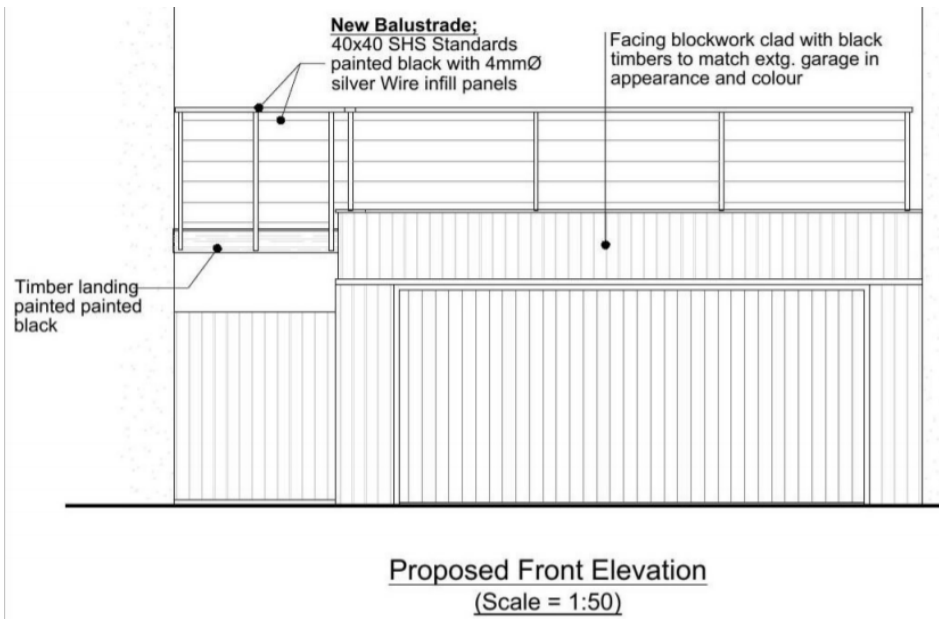 New Balustrade;
40x40 SHS Standards
painted black with 4mmØ
silver Wire infill panels
Facing blockwork clad with black
timbers to match extg. garage in
appearance and colour
Timber landing
painted painted
black
Proposed Front Elevation
(Scale = 1:50)